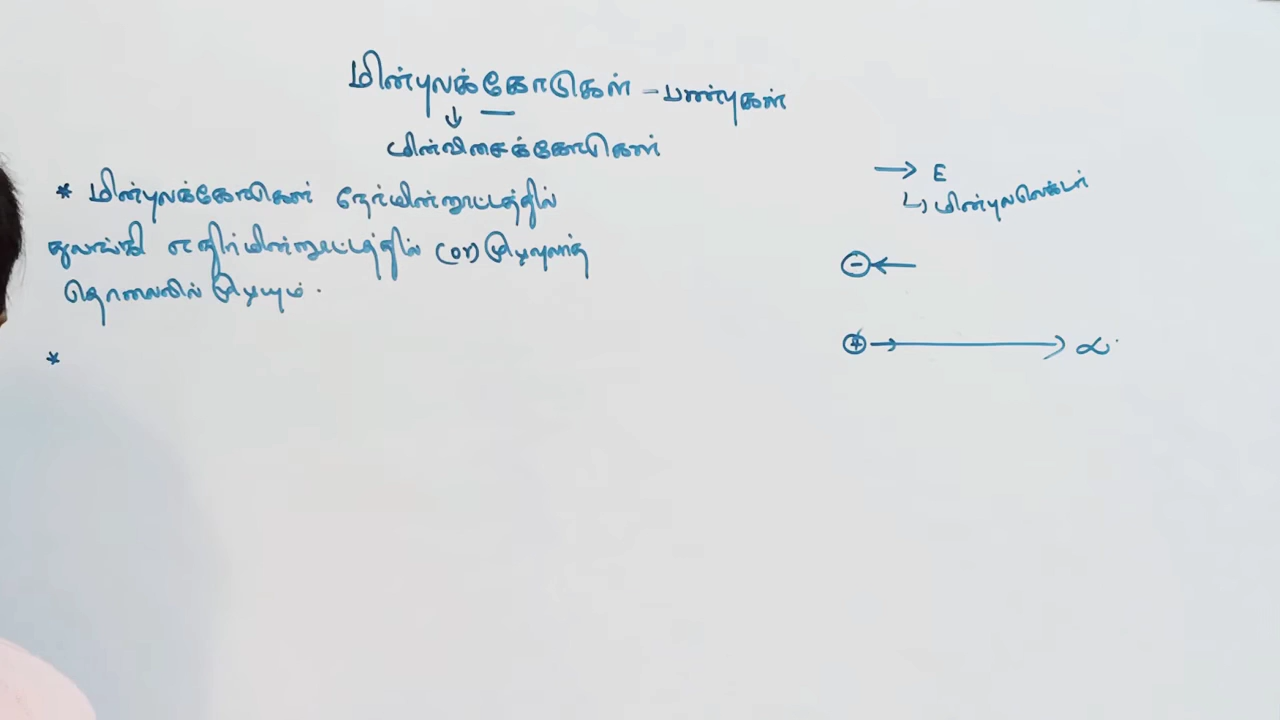 மின்புலக்கோடுகள் – பண்புகள்
↓
மின்விசைக்கோடுகள்
* மின்புலக்கோடுகள் நேர்மின்னூட்டத்தில்
துவங்கி எதிர்மின்னூட்டத்தில் (or) முடிவுலாத்
தொலைவில் முடியும்.
*
→ E
↳ மின்புலவெக்டர்
⊖ ←
⊕ → ∝